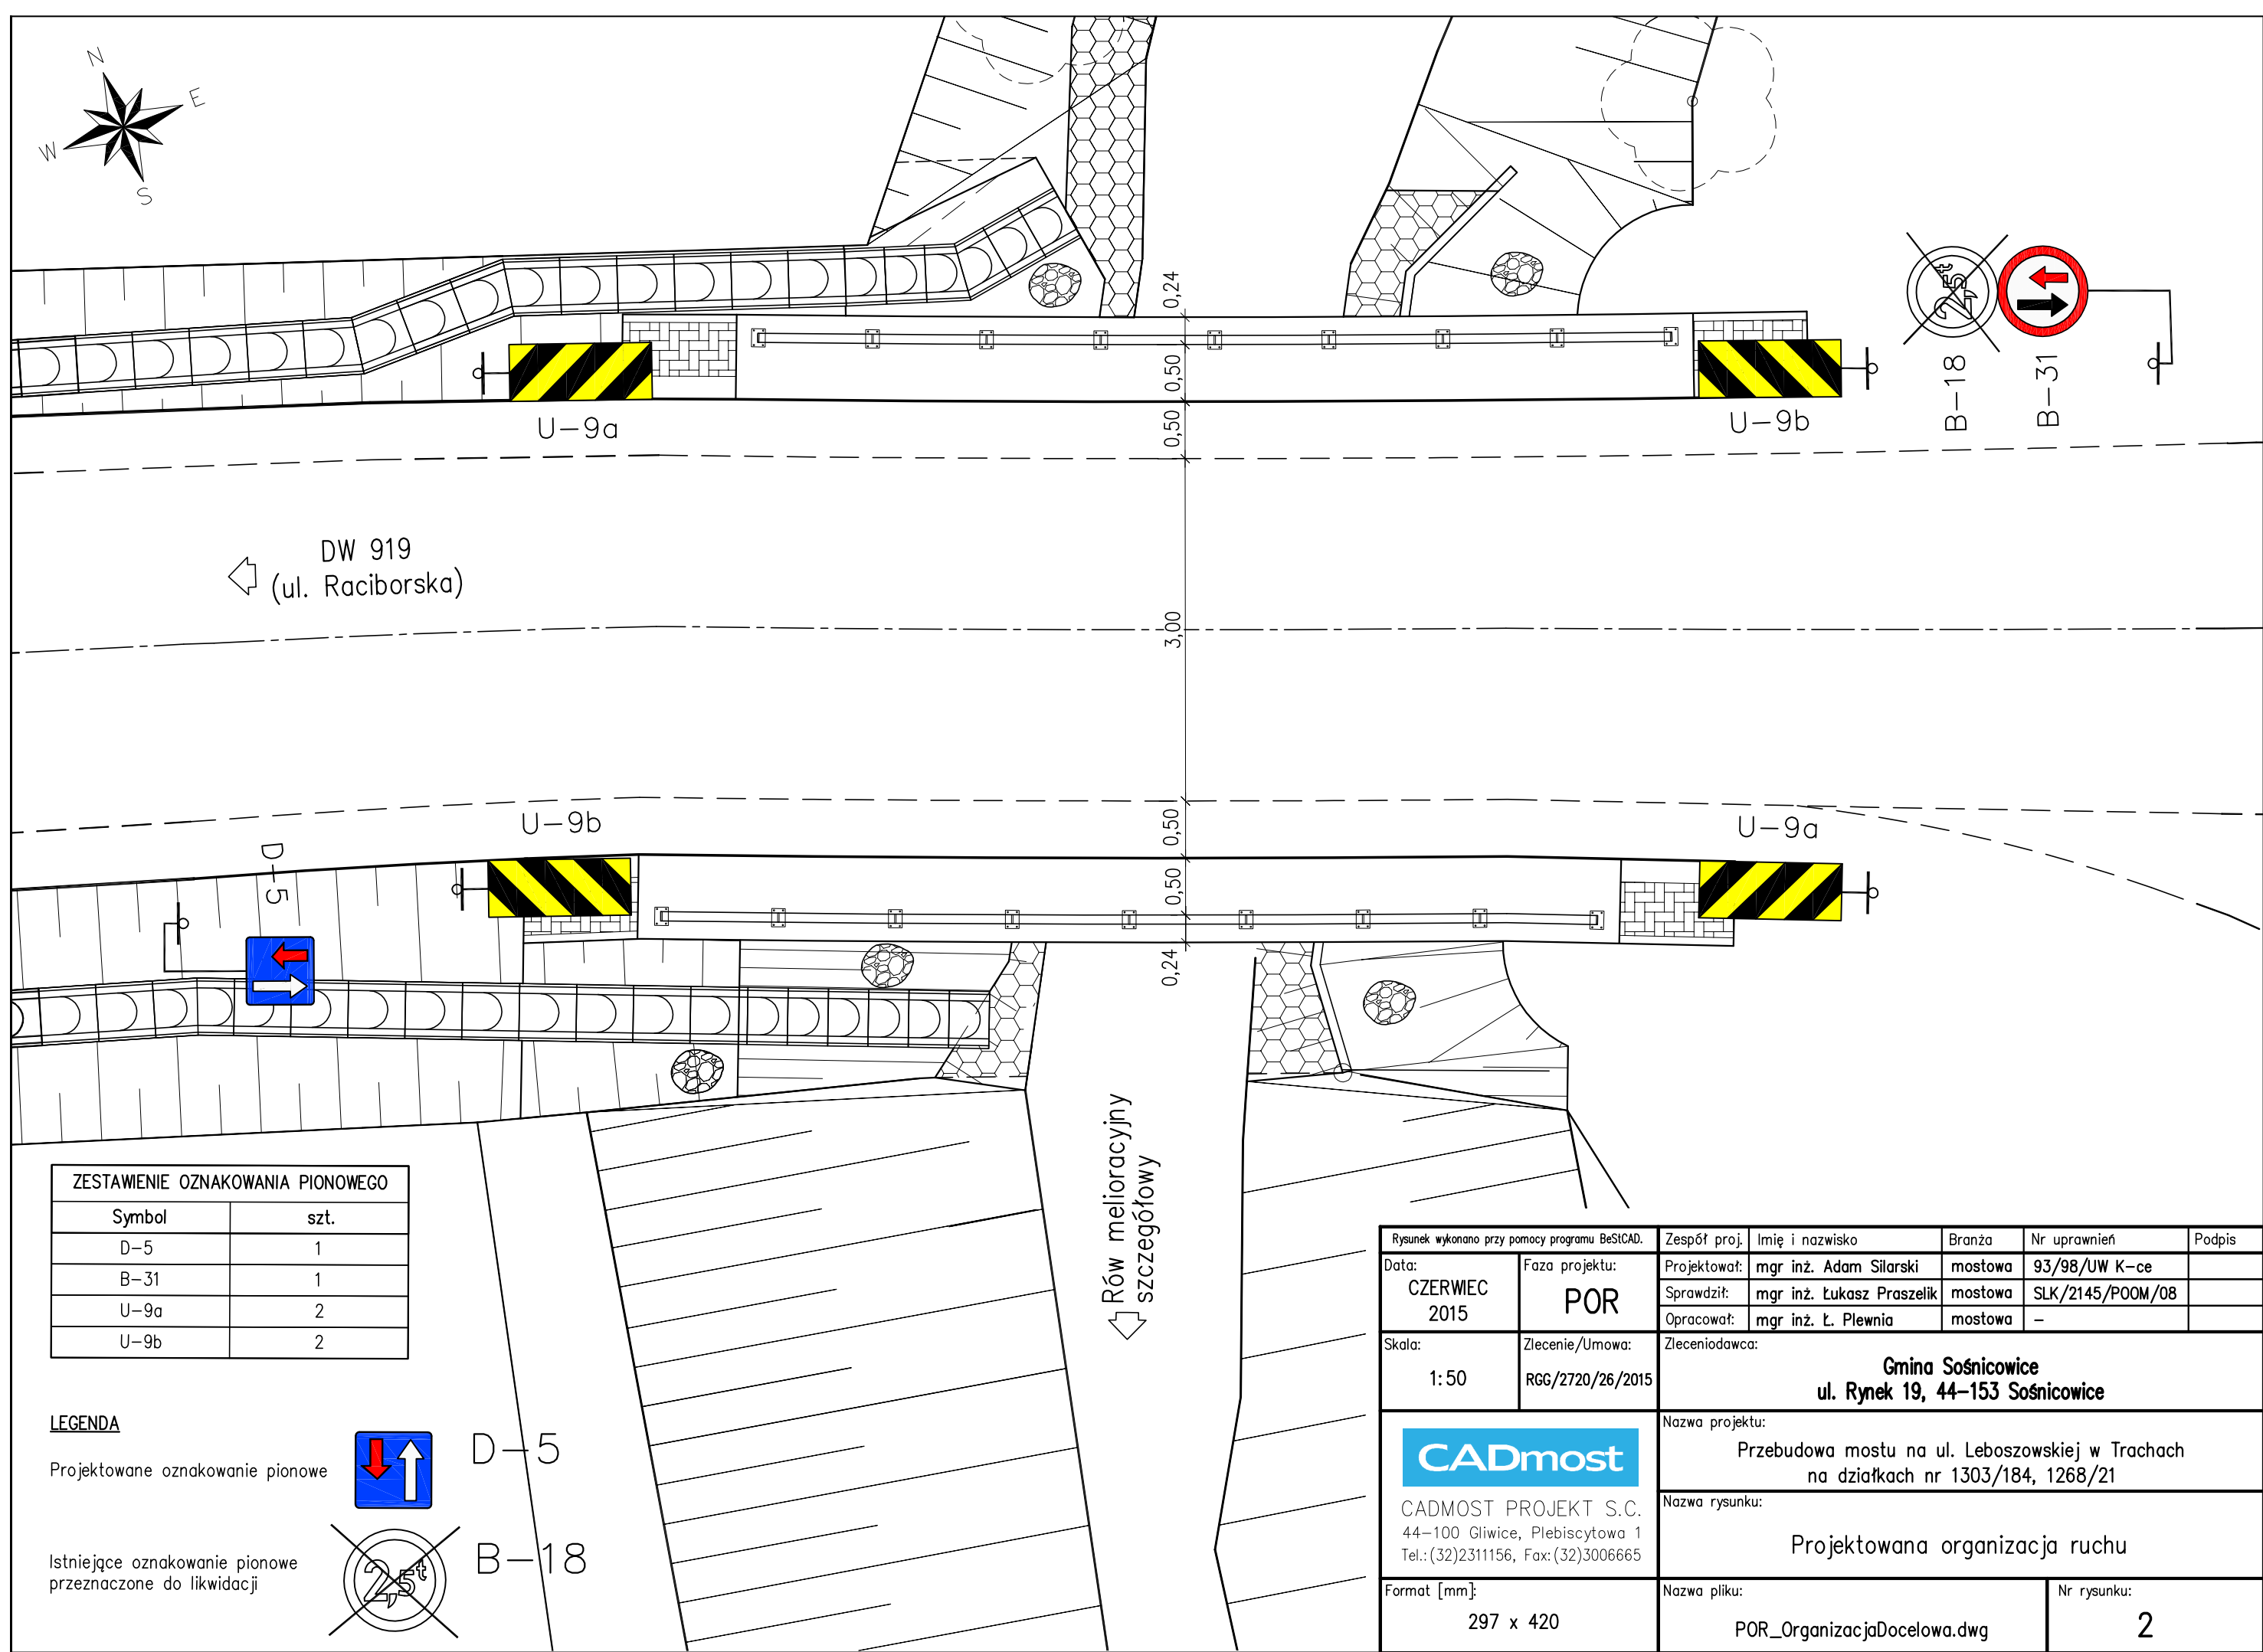 N
E
W
S
0,24
0,50
0,50
3,00
0,50
0,50
0,24
U-9a
U-9b
2,5t
B-18
B-31
DW 919
(ul. Raciborska)
U-9b
U-9a
D-5
Rów melioracyjny
szczegółowy
ZESTAWIENIE OZNAKOWANIA PIONOWEGO
Symbol szt.
D-5 1
B-31 1
U-9a 2
U-9b 2
LEGENDA
Projektowane oznakowanie pionowe
D-5
Istniejące oznakowanie pionowe
przeznaczone do likwidacji
2,5t
B-18
Rysunek wykonano przy pomocy programu BeStCAD.
Data:
CZERWIEC
2015
Faza projektu:
POR
Zespół proj. Imię i nazwisko Branża Nr uprawnień Podpis
Projektował: mgr inż. Adam Silarski mostowa 93/98/UW K-ce
Sprawdził: mgr inż. Łukasz Praszelik mostowa SLK/2145/POOM/08
Opracował: mgr inż. Ł. Plewnia mostowa -
Skala:
1:50
Zlecenie/Umowa:
RGG/2720/26/2015
Zleceniodawca:
Gmina Sośnicowice
ul. Rynek 19, 44-153 Sośnicowice
CADmost
CADMOST PROJEKT S.C.
44-100 Gliwice, Plebiscytowa 1
Tel.:(32)2311156, Fax:(32)3006665
Nazwa projektu:
Przebudowa mostu na ul. Leboszowskiej w Trachach
na działkach nr 1303/184, 1268/21
Nazwa rysunku:
Projektowana organizacja ruchu
Format [mm]:
297 x 420
Nazwa pliku:
POR_OrganizacjaDocelowa.dwg
Nr rysunku:
2